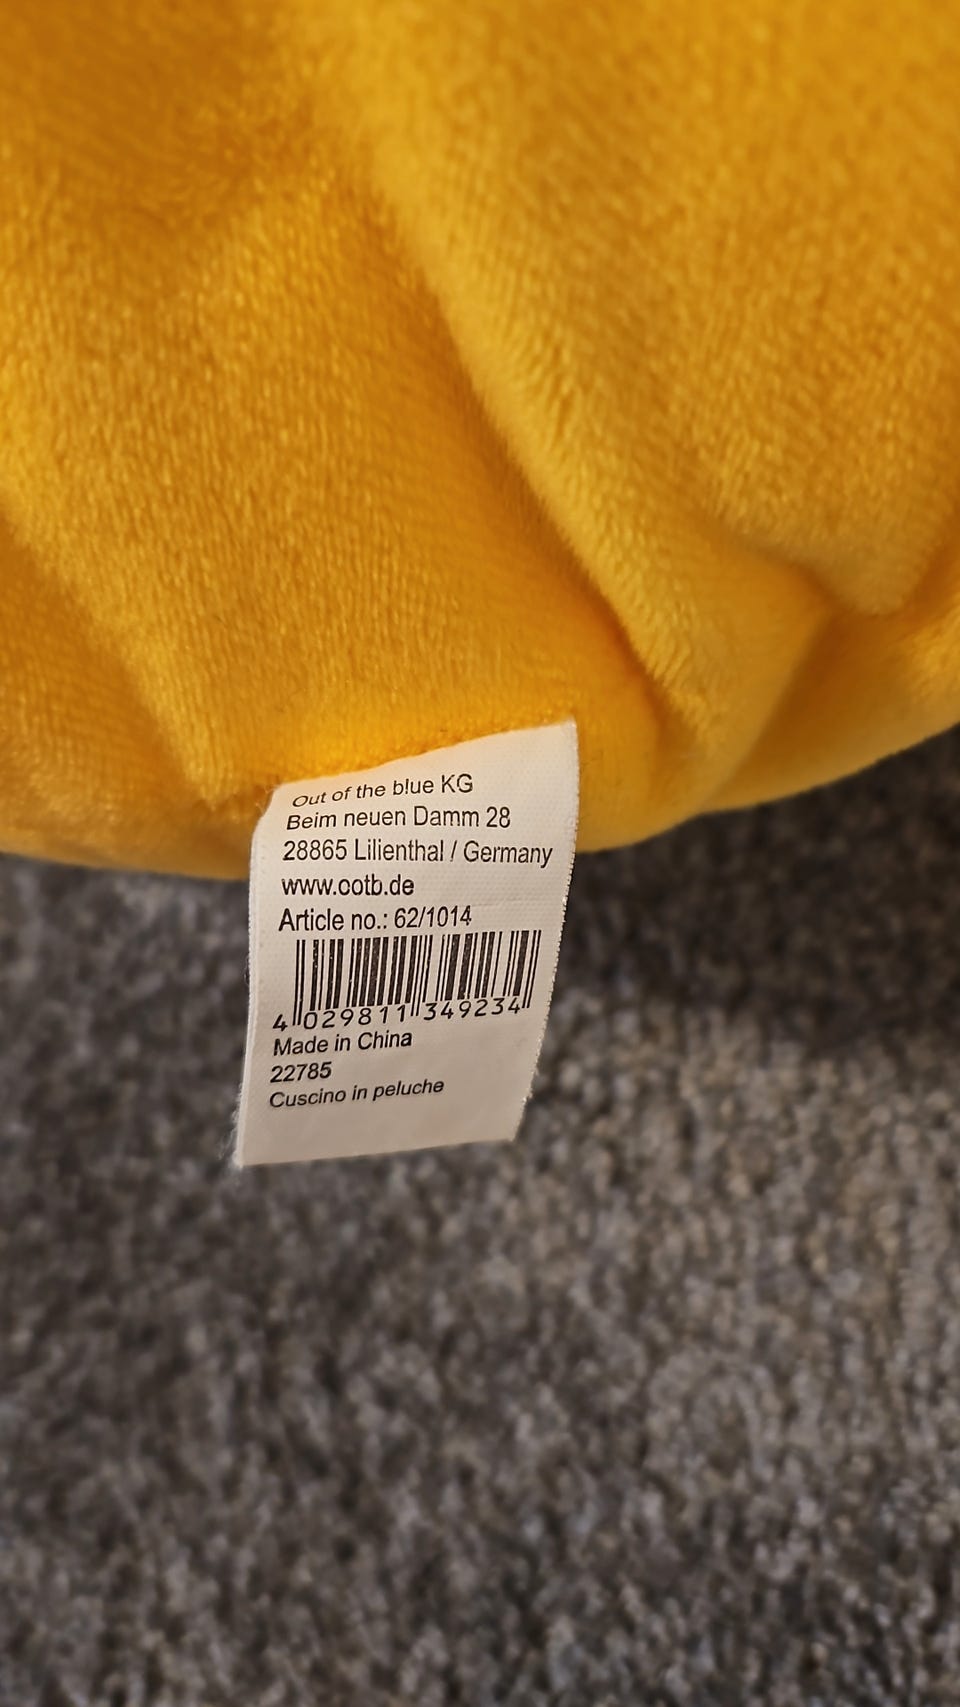 Out of the blue KG
Beim neuen Damm 28
28865 Lilienthal / Germany
www.ootb.de
Article no.: 62/1014
4 029811 349234
Made in China
22785
Cuscino in peluche